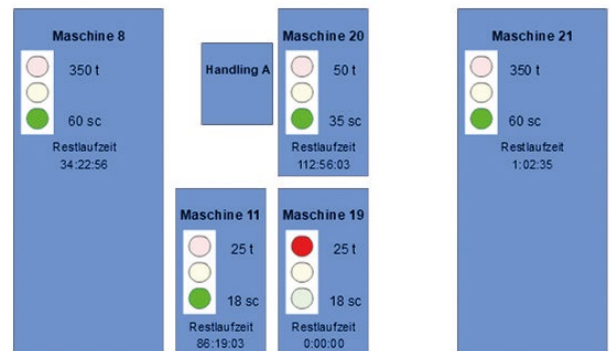 Maschine 8
350 t
60 sc
Restlaufzeit
34:22:56
Handling A
Maschine 20
50 t
35 sc
Restlaufzeit
112:56:03
Maschine 21
350 t
60 sc
Restlaufzeit
1:02:35
Maschine 11
25 t
18 sc
Restlaufzeit
86:19:03
Maschine 19
25 t
18 sc
Restlaufzeit
0:00:00